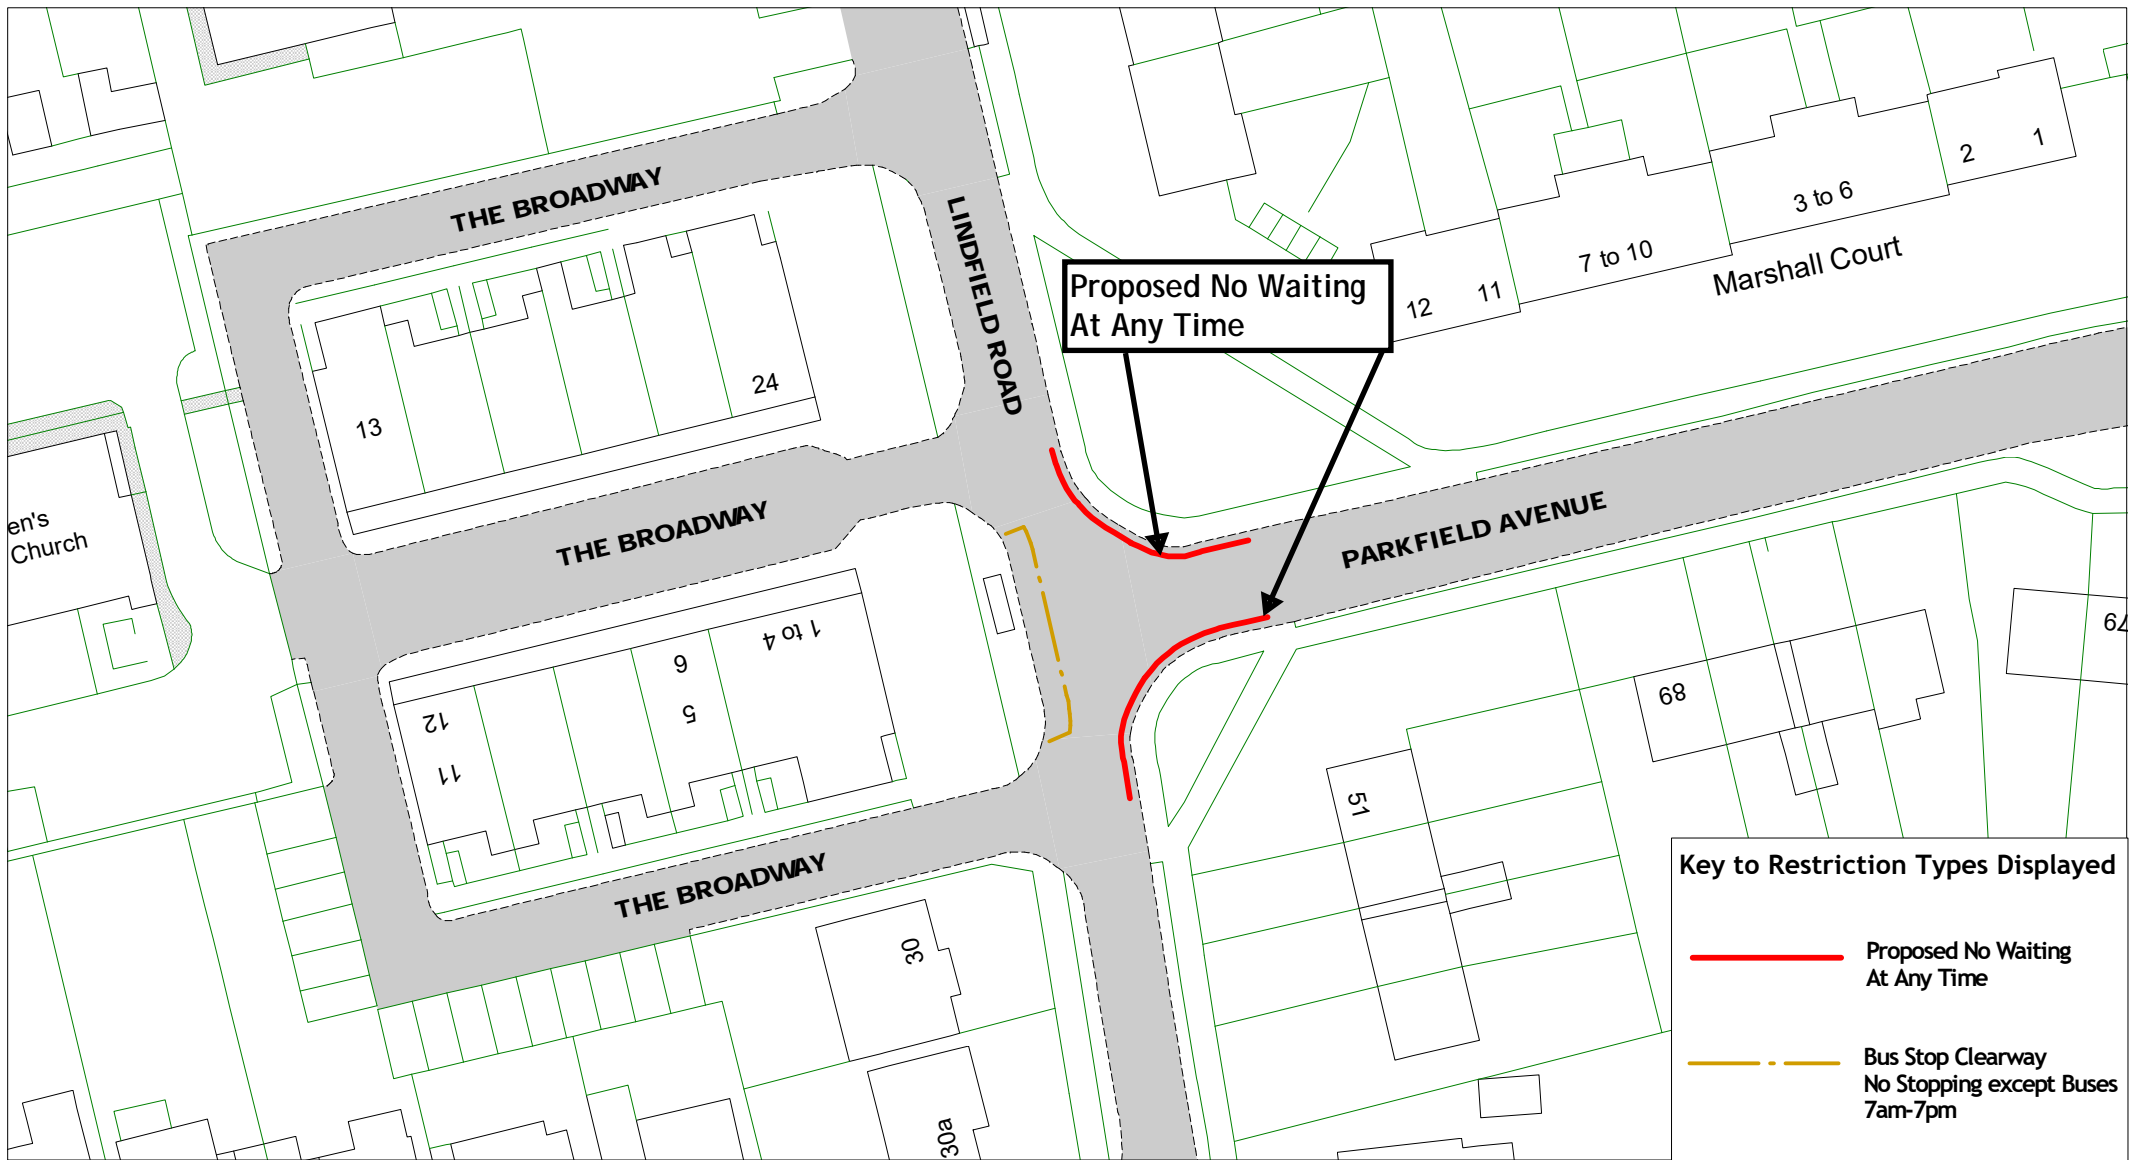 THE BROADWAY
LINDFIELD ROAD
2
1
3 to 6
7 to 10
Marshall Court
Proposed No Waiting
At Any Time
12
11
24
13
en's
Church
THE BROADWAY
PARKFIELD AVENUE
1 to 4
6
5
12
11
79
89
51
THE BROADWAY
30
30a
Key to Restriction Types Displayed
Proposed No Waiting
At Any Time
Bus Stop Clearway
No Stopping except Buses
7am-7pm